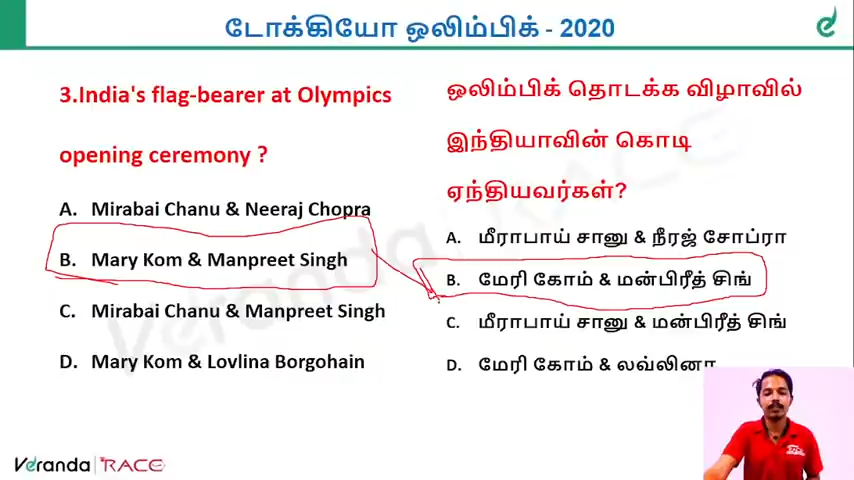 டோக்கியோ ஒலிம்பிக் - 2020
3.India's flag-bearer at Olympics
opening ceremony ?
A. Mirabai Chanu & Neeraj Chopra
B. Mary Kom & Manpreet Singh
C. Mirabai Chanu & Manpreet Singh
D. Mary Kom & Lovlina Borgohain
ஒலிம்பிக் தொடக்க விழாவில்
இந்தியாவின் கொடி
ஏந்தியவர்கள்?
A. மீராபாய் சானு & நீரஜ் சோப்ரா
B. மேரி கோம் & மன்பிரீத் சிங்
C. மீராபாய் சானு & மன்பிரீத் சிங்
D. மேரி கோம் & லவ்லினா
Veranda RACE
Veranda RACE